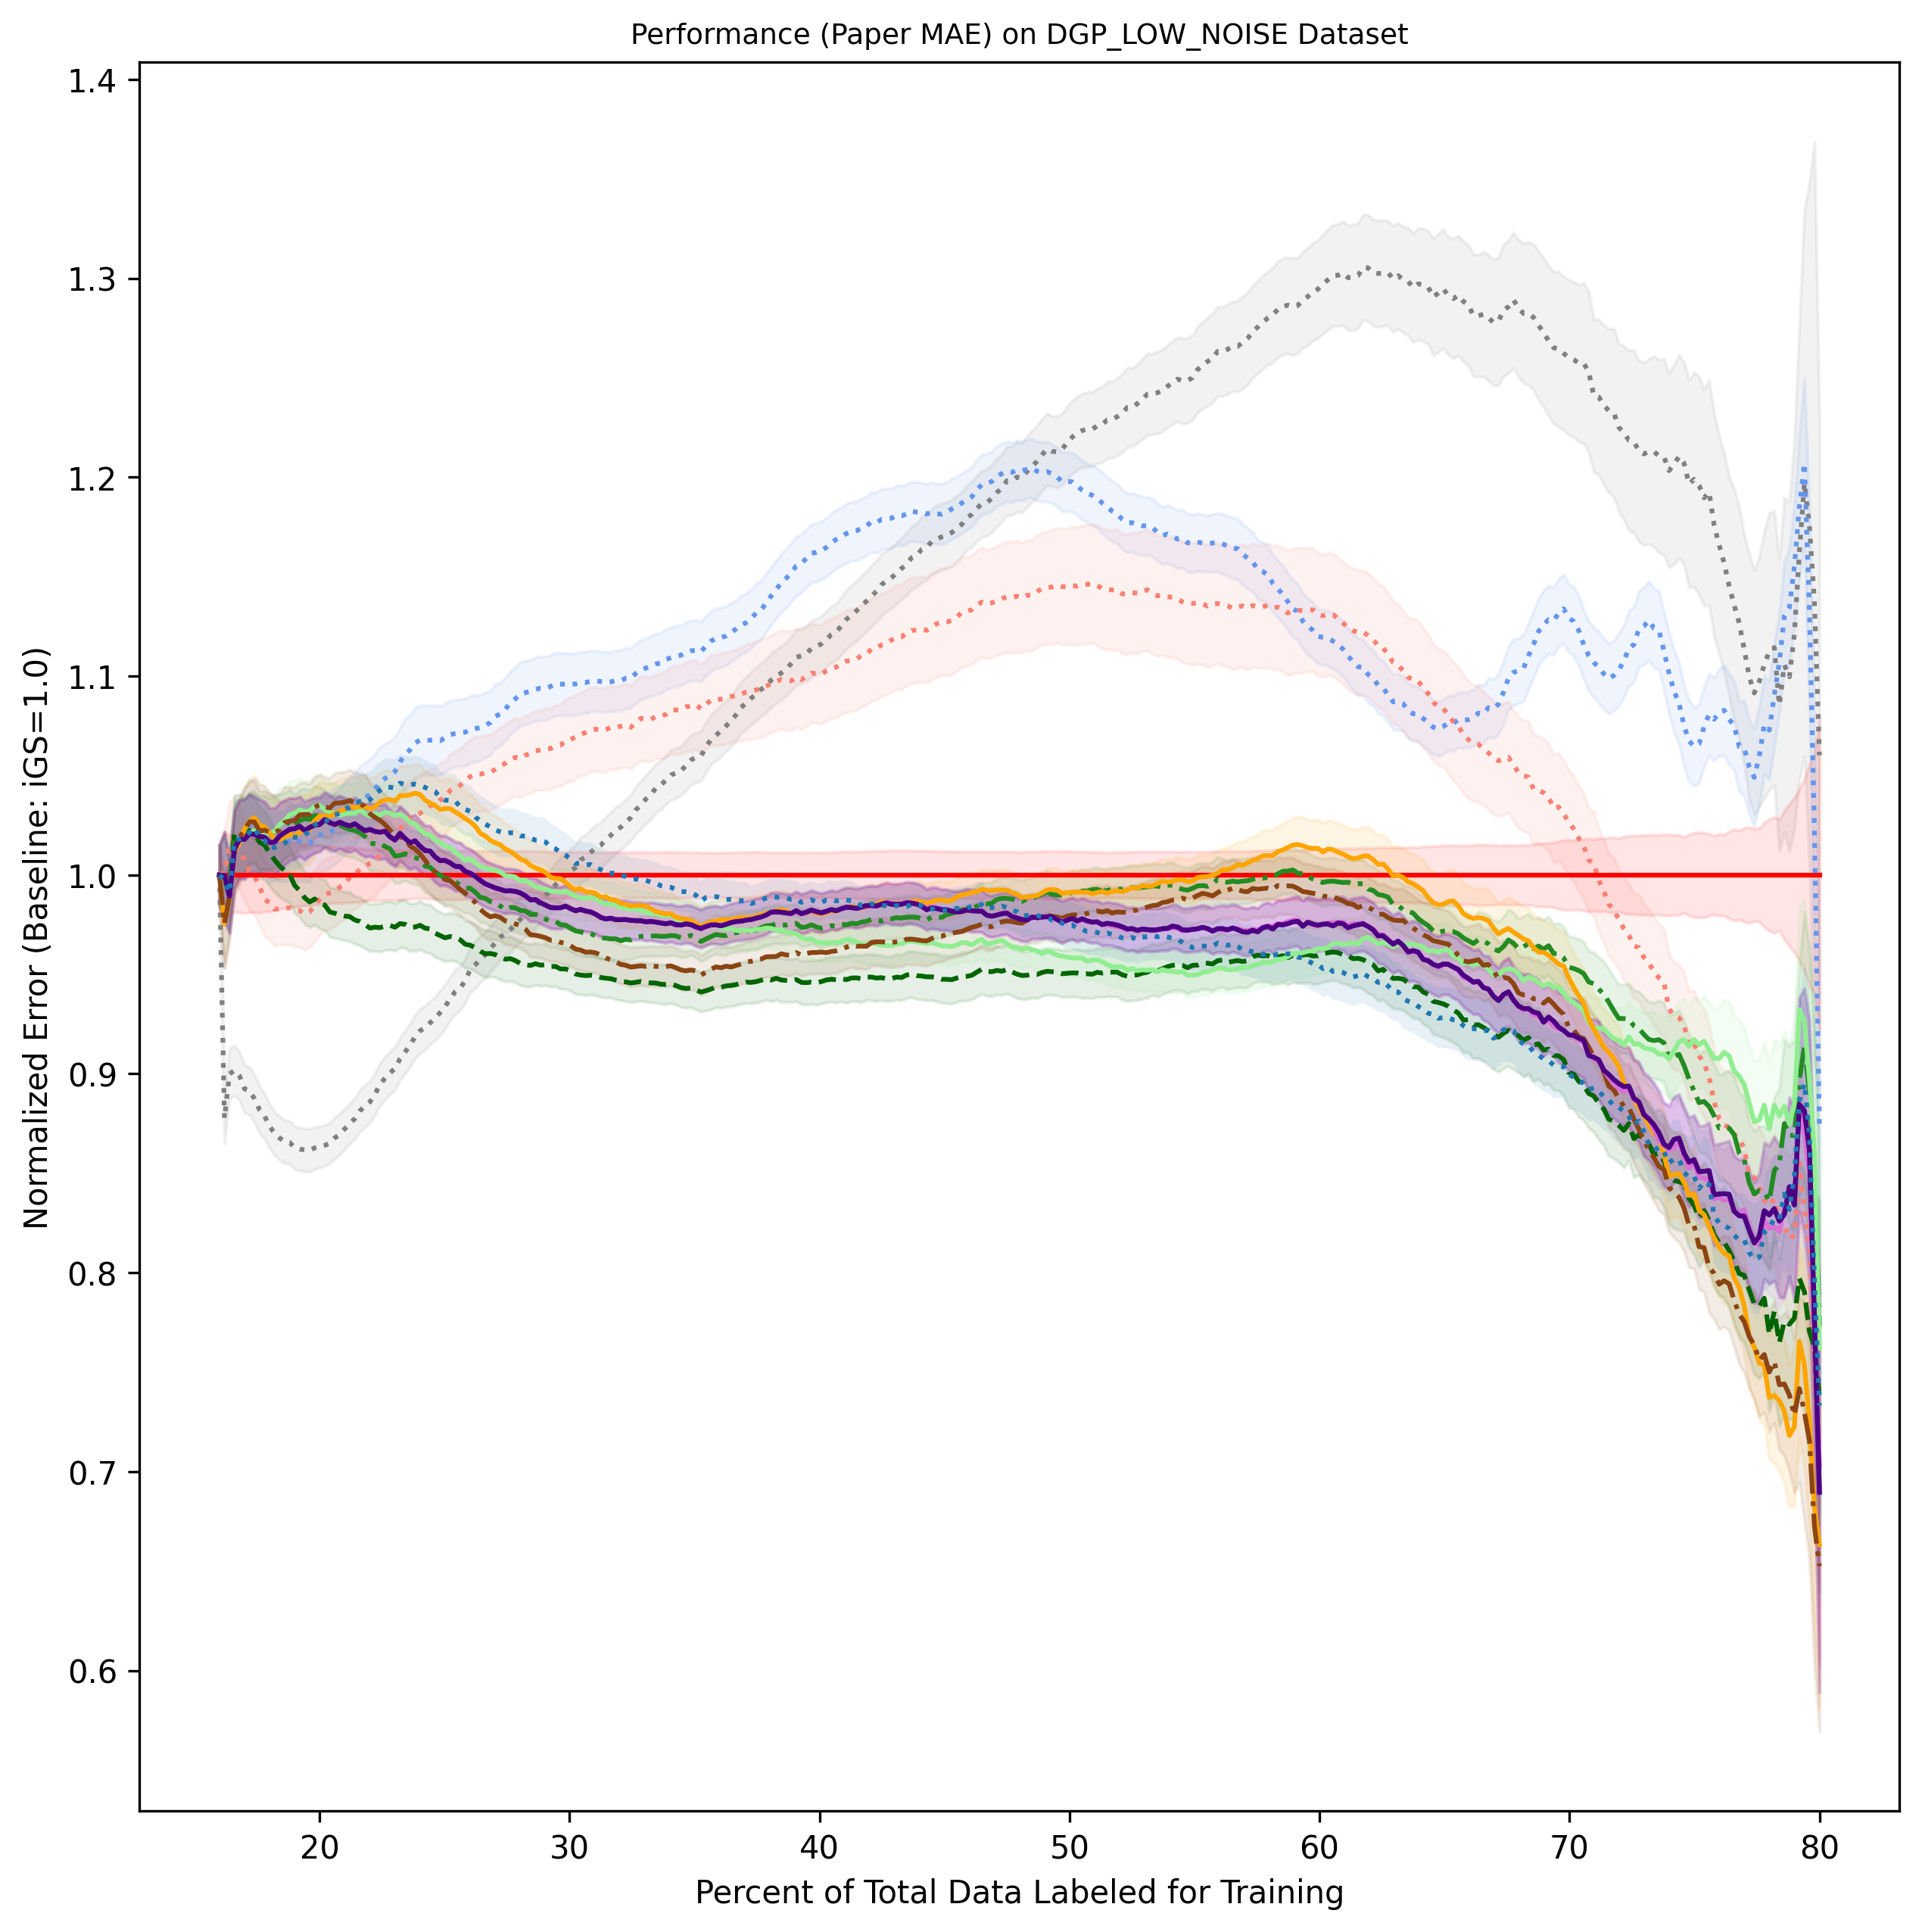 Performance (Paper MAE) on DGP_LOW_NOISE Dataset
Normalized Error (Baseline: iGS=1.0)
1.4
1.3
1.2
1.1
1.0
0.9
0.8
0.7
0.6
20 30 40 50 60 70 80
Percent of Total Data Labeled for Training